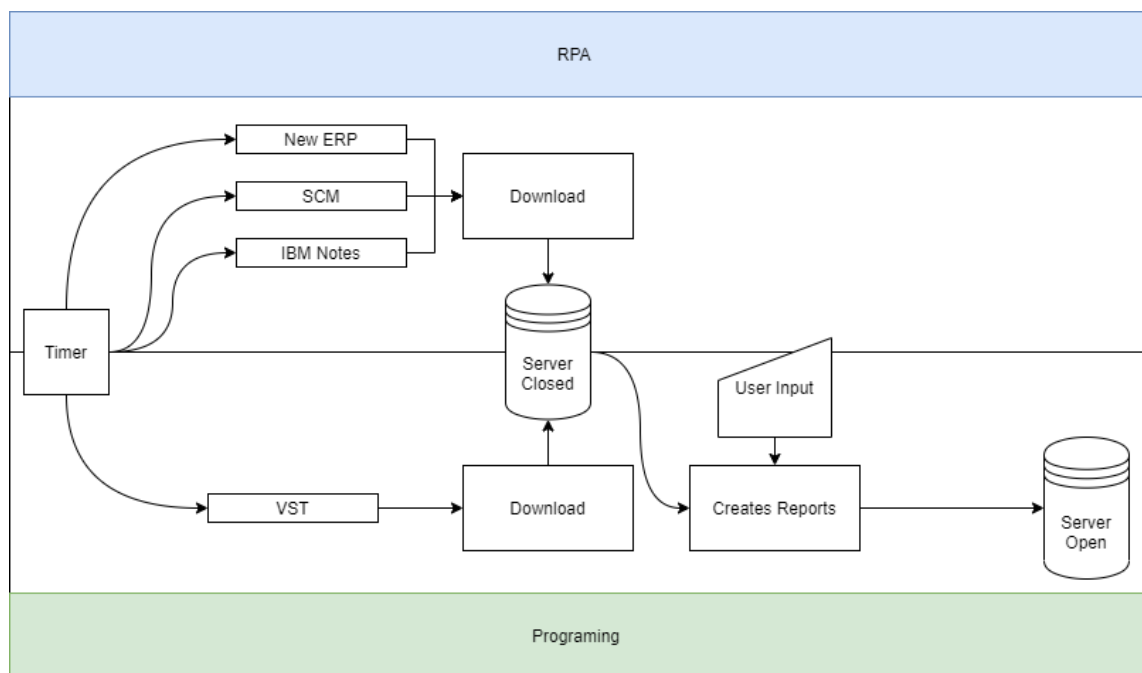 RPA
New ERP
SCM
IBM Notes
Download
Timer
Server
Closed
User Input
VST
Download
Creates Reports
Server
Open
Programing